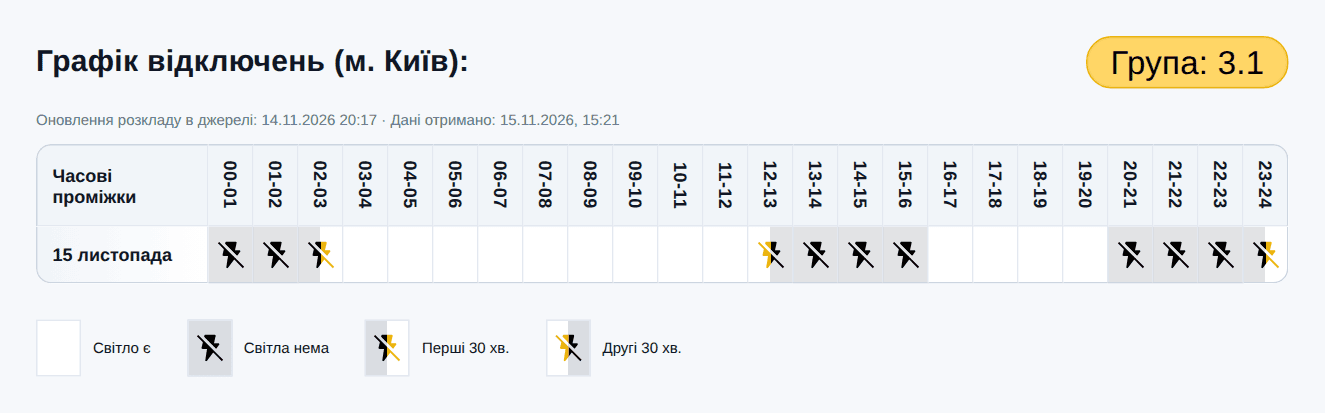 Графік відключень (м. Київ):
Група: 3.1
Оновлення розкладу в джерелі: 14.11.2026 20:17 · Дані отримано: 15.11.2026, 15:21
Часові
проміжки
00-01
01-02
02-03
03-04
04-05
05-06
06-07
07-08
08-09
09-10
10-11
11-12
12-13
13-14
14-15
15-16
16-17
17-18
18-19
19-20
20-21
21-22
22-23
23-24
15 листопада
Світло є
Світла нема
Перші 30 хв.
Другі 30 хв.